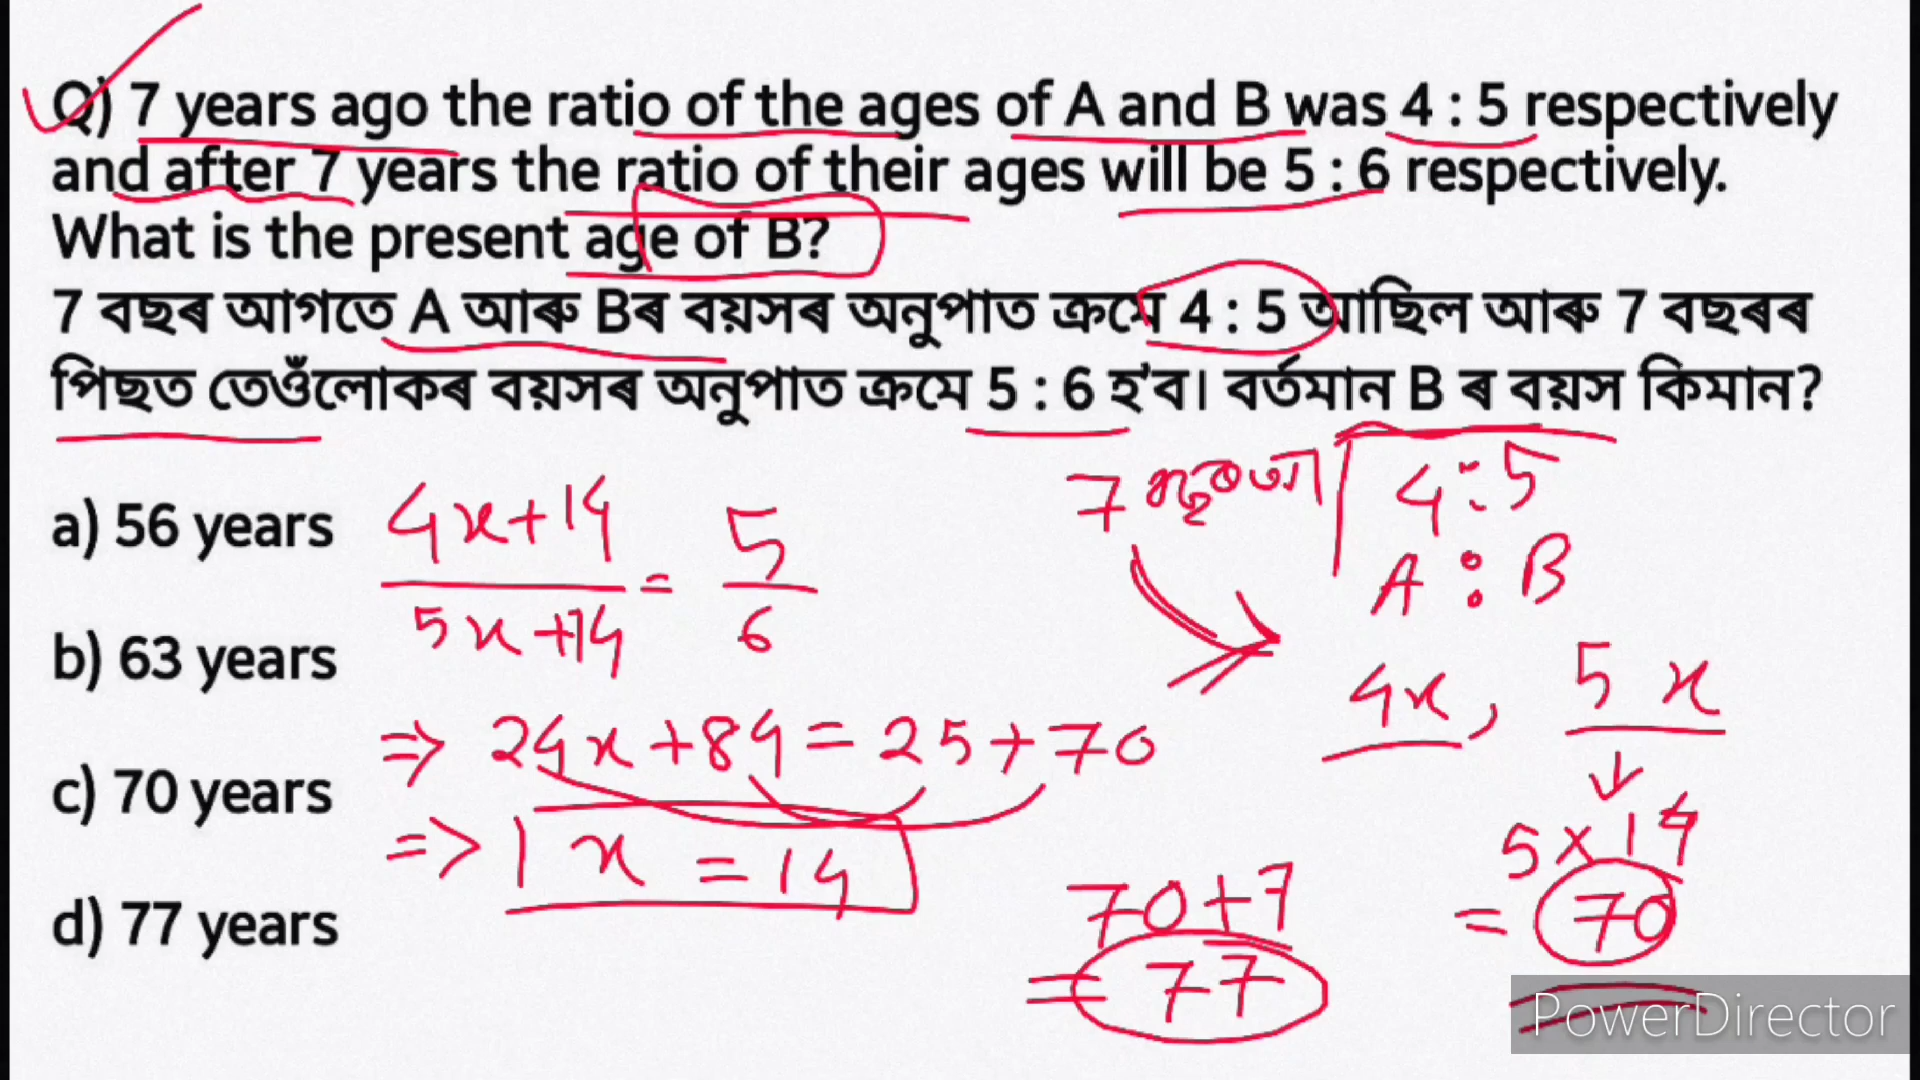 Q) 7 years ago the ratio of the ages of A and B was 4 : 5 respectively
and after 7 years the ratio of their ages will be 5 : 6 respectively.
What is the present age of B?
7 বছৰ আগতে A আৰু Bৰ বয়সৰ অনুপাত ক্ৰমে 4 : 5 আছিল আৰু 7 বছৰৰ
পিছত তেওঁলোকৰ বয়সৰ অনুপাত ক্ৰমে 5 : 6 হ'ব। বৰ্তমান B ৰ বয়স কিমান?
a) 56 years
b) 63 years
c) 70 years
d) 77 years
4x+14 / 5x+14 = 5/6
=> 24x+84=25+70
=> x = 14
7
4:5
A : B
4x, 5x
5×14
= 70
70+7
= 77
PowerDirector